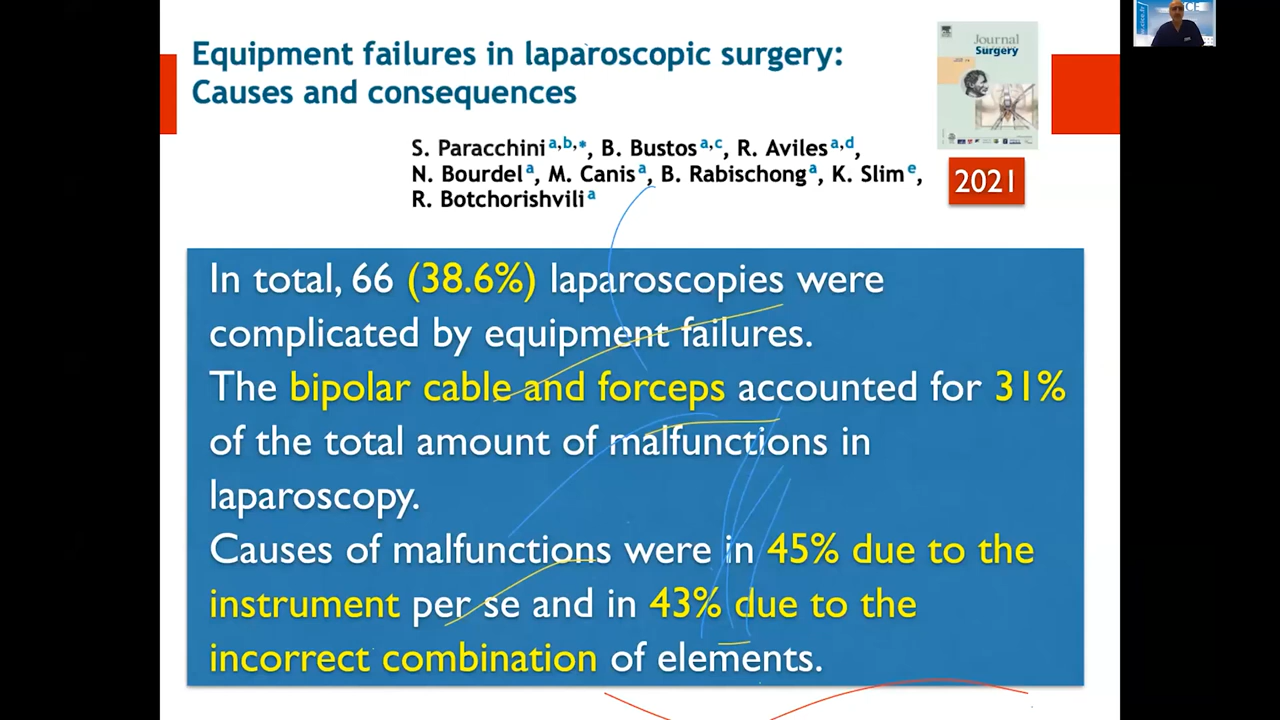 Equipment failures in laparoscopic surgery:
Causes and consequences
Journal
Surgery
S. Paracchini a,b,*, B. Bustos a,c, R. Aviles a,d,
N. Bourdel a, M. Canis a, B. Rabischong a, K. Slim e,
R. Botchorishvili a
2021
In total, 66 (38.6%) laparoscopies were
complicated by equipment failures.
The bipolar cable and forceps accounted for 31%
of the total amount of malfunctions in
laparoscopy.
Causes of malfunctions were in 45% due to the
instrument per se and in 43% due to the
incorrect combination of elements.